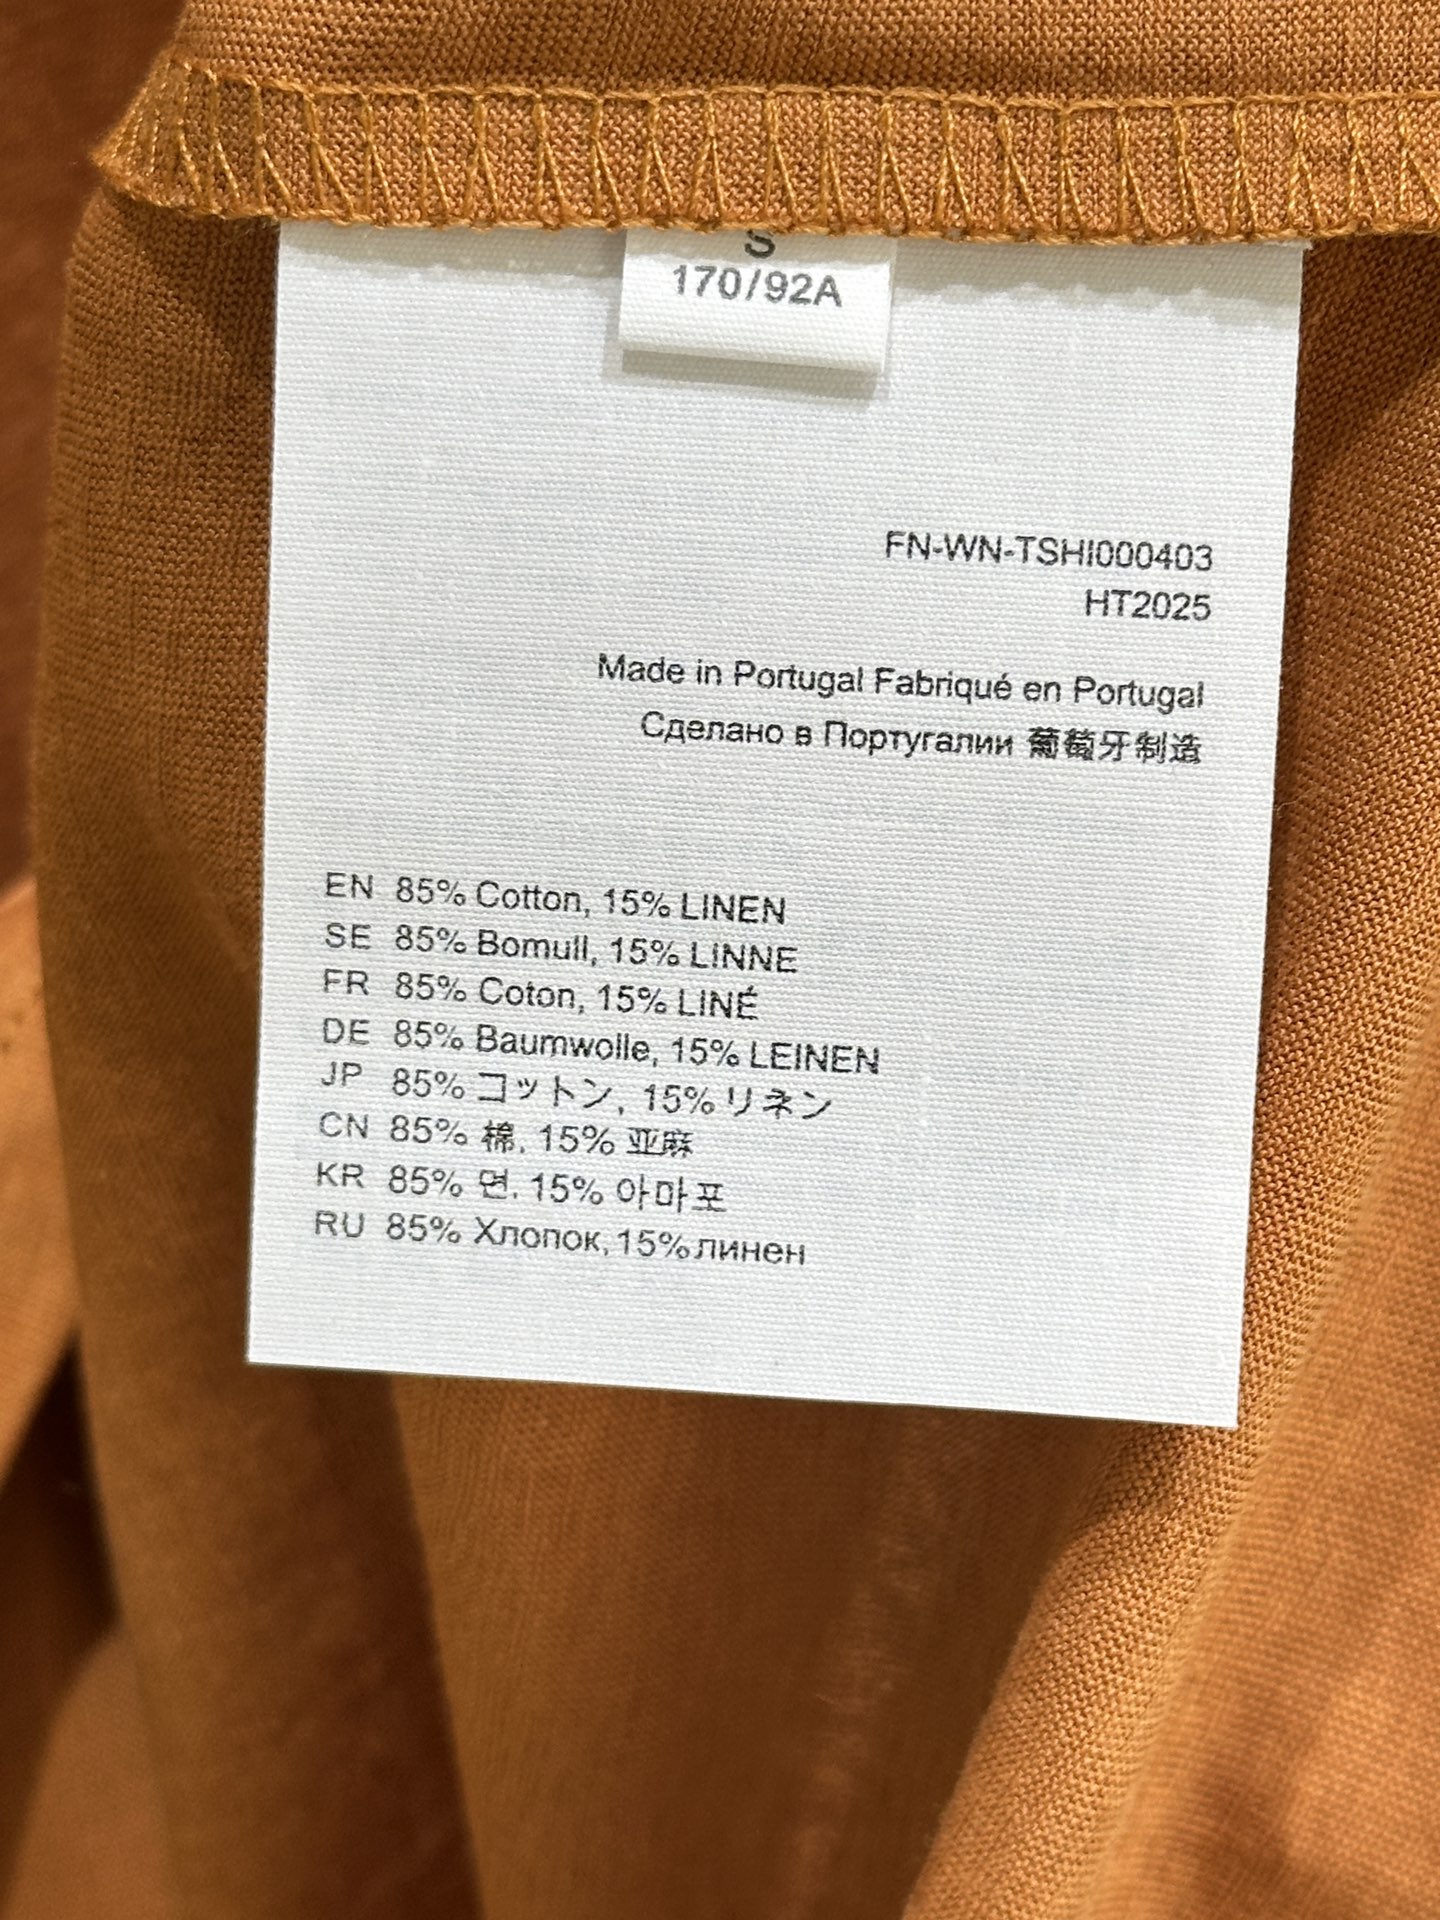 S
170/92A
FN-WN-TSHI000403
HT2025
Made in Portugal Fabriqué en Portugal
Сделано в Португалии 葡萄牙制造
EN 85% Cotton, 15% LINEN
SE 85% Bomull, 15% LINNE
FR 85% Coton, 15% LINÉ
DE 85% Baumwolle, 15% LEINEN
JP 85% コットン, 15% リネン
CN 85% 棉, 15% 亚麻
KR 85% 면, 15% 아마포
RU 85% Хлопок, 15%линен